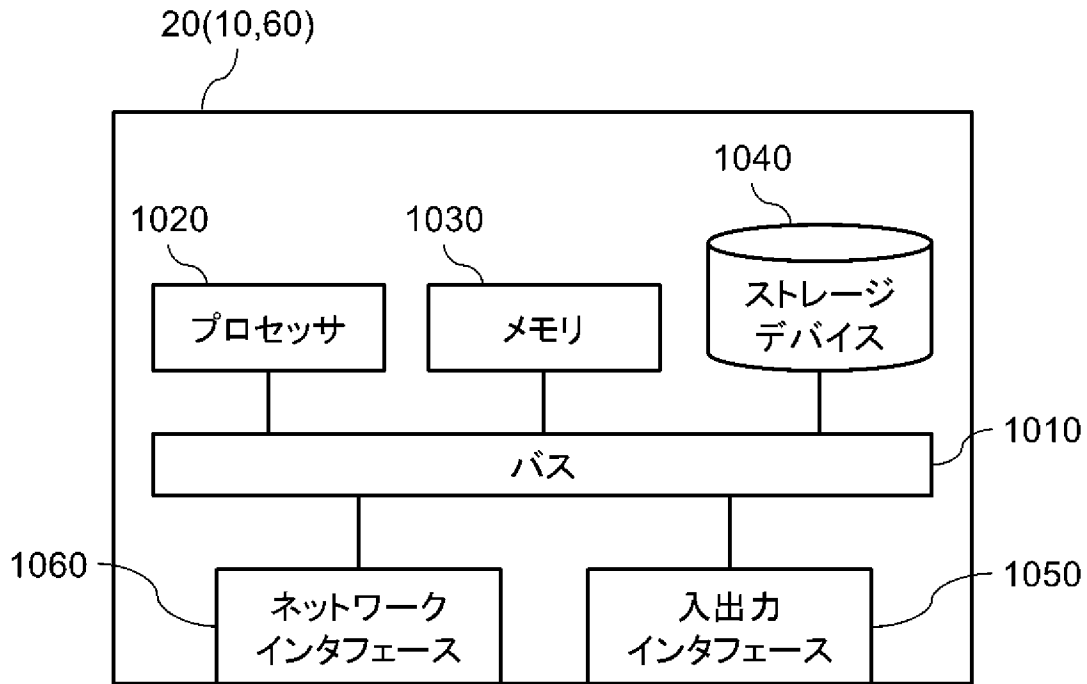 20(10,60)
1040
1020
1030
ストレージ
デバイス
プロセッサ
メモリ
1010
バス
1060
1050
ネットワーク
インタフェース
入出力
インタフェース